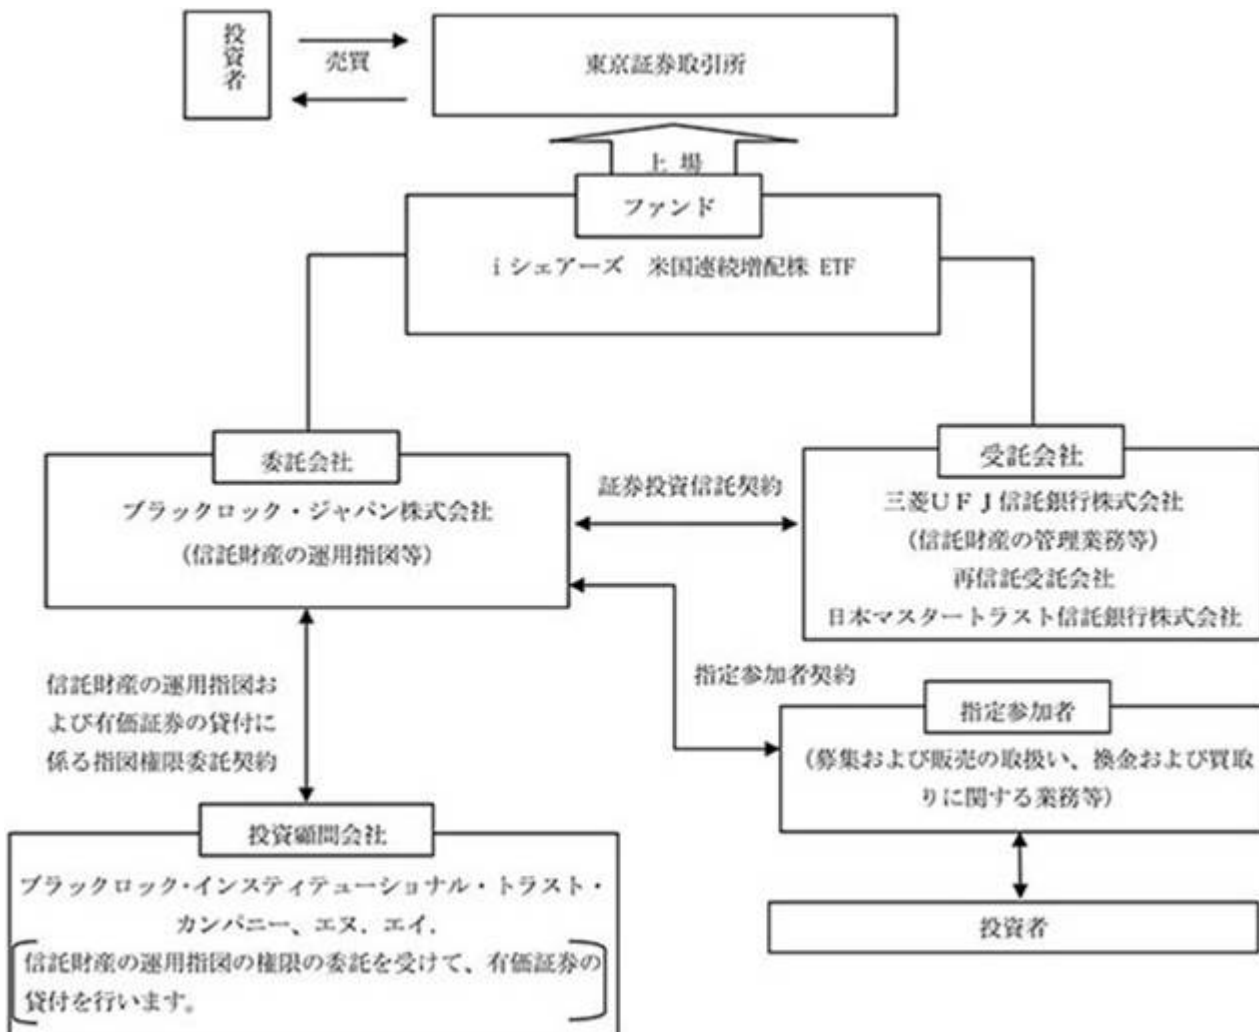 投資者
売買
東京証券取引所
上 場
ファンド
iシェアーズ 米国連続増配株 ETF
委託会社
ブラックロック・ジャパン株式会社
(信託財産の運用指図等)
証券投資信託契約
受託会社
三菱UFJ信託銀行株式会社
(信託財産の管理業務等)
再信託受託会社
日本マスタートラスト信託銀行株式会社
信託財産の運用指図お
よび有価証券の貸付に
係る指図権限委託契約
指定参加者契約
指定参加者
(募集および販売の取扱い、換金および買取
りに関する業務等)
投資顧問会社
ブラックロック・インスティテューショナル・トラスト・
カンパニー、エヌ．エイ．
信託財産の運用指図の権限の委託を受けて、有価証券の
貸付を行います。
投資者